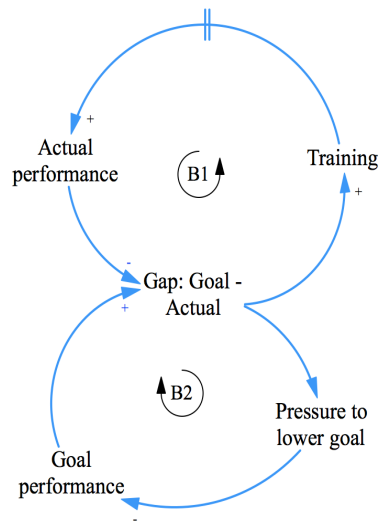 +
Actual
performance
B1
Training
+
-
Gap: Goal -
Actual
+
B2
Pressure to
lower goal
Goal
performance
-